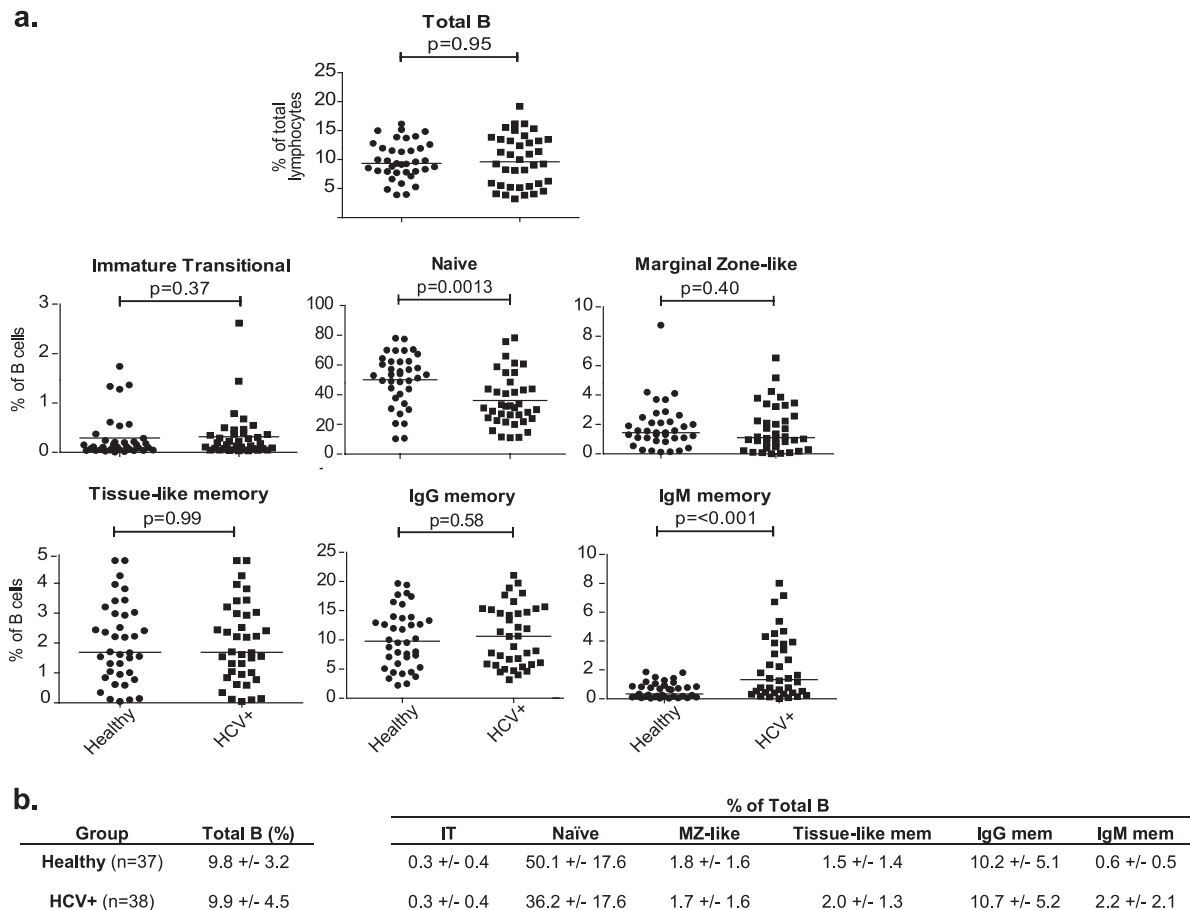 a.
Total B
p=0.95
% of total
lymphocytes
25
20
15
10
5
Immature Transitional
p=0.37
% of B cells
3
2
1
0
Naive
p=0.0013
100
80
60
40
20
0
Marginal Zone-like
p=0.40
10
8
6
4
2
0
Tissue-like memory
p=0.99
% of B cells
5
4
3
2
1
0
Healthy
HCV+
IgG memory
p=0.58
25
20
15
10
5
0
Healthy
HCV+
IgM memory
p=<0.001
10
8
6
4
2
0
Healthy
HCV+
b.
% of Total B
Group Total B (%) IT Naïve MZ-like Tissue-like mem IgG mem IgM mem
Healthy (n=37) 9.8 +/- 3.2 0.3 +/- 0.4 50.1 +/- 17.6 1.8 +/- 1.6 1.5 +/- 1.4 10.2 +/- 5.1 0.6 +/- 0.5
HCV+ (n=38) 9.9 +/- 4.5 0.3 +/- 0.4 36.2 +/- 17.6 1.7 +/- 1.6 2.0 +/- 1.3 10.7 +/- 5.2 2.2 +/- 2.1